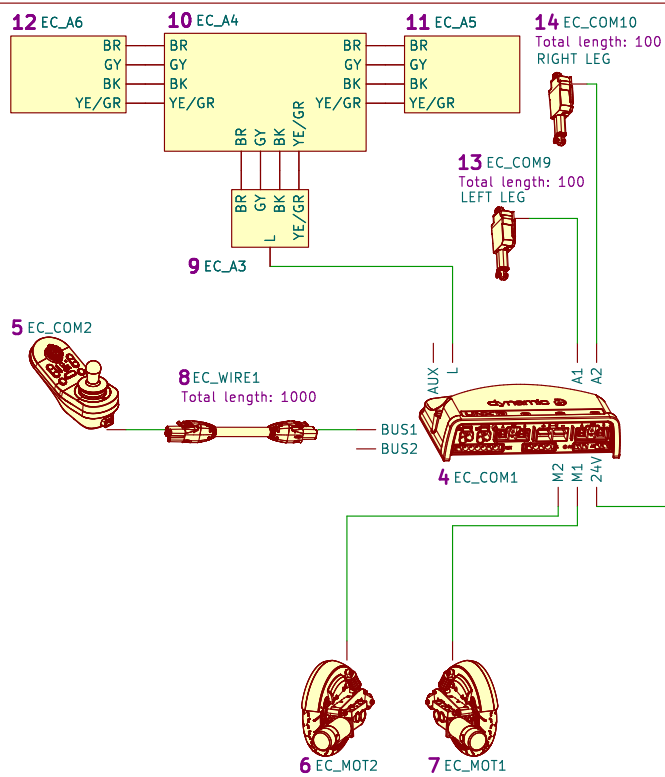 12 EC_A6
10 EC_A4
11 EC_A5
14 EC_COM10
Total length: 100
RIGHT LEG
BR BR BR BR
GY GY GY GY
BK BK BK BK
YE/GR YE/GR YE/GR YE/GR
BR GY BK YE/GR
BR GY BK YE/GR
L
9 EC_A3
13 EC_COM9
Total length: 100
LEFT LEG
5 EC_COM2
8 EC_WIRE1
Total length: 1000
AUX L
A1 A2
dynamic
BUS1
BUS2
4 EC_COM1
M2 M1 24V
6 EC_MOT2
7 EC_MOT1